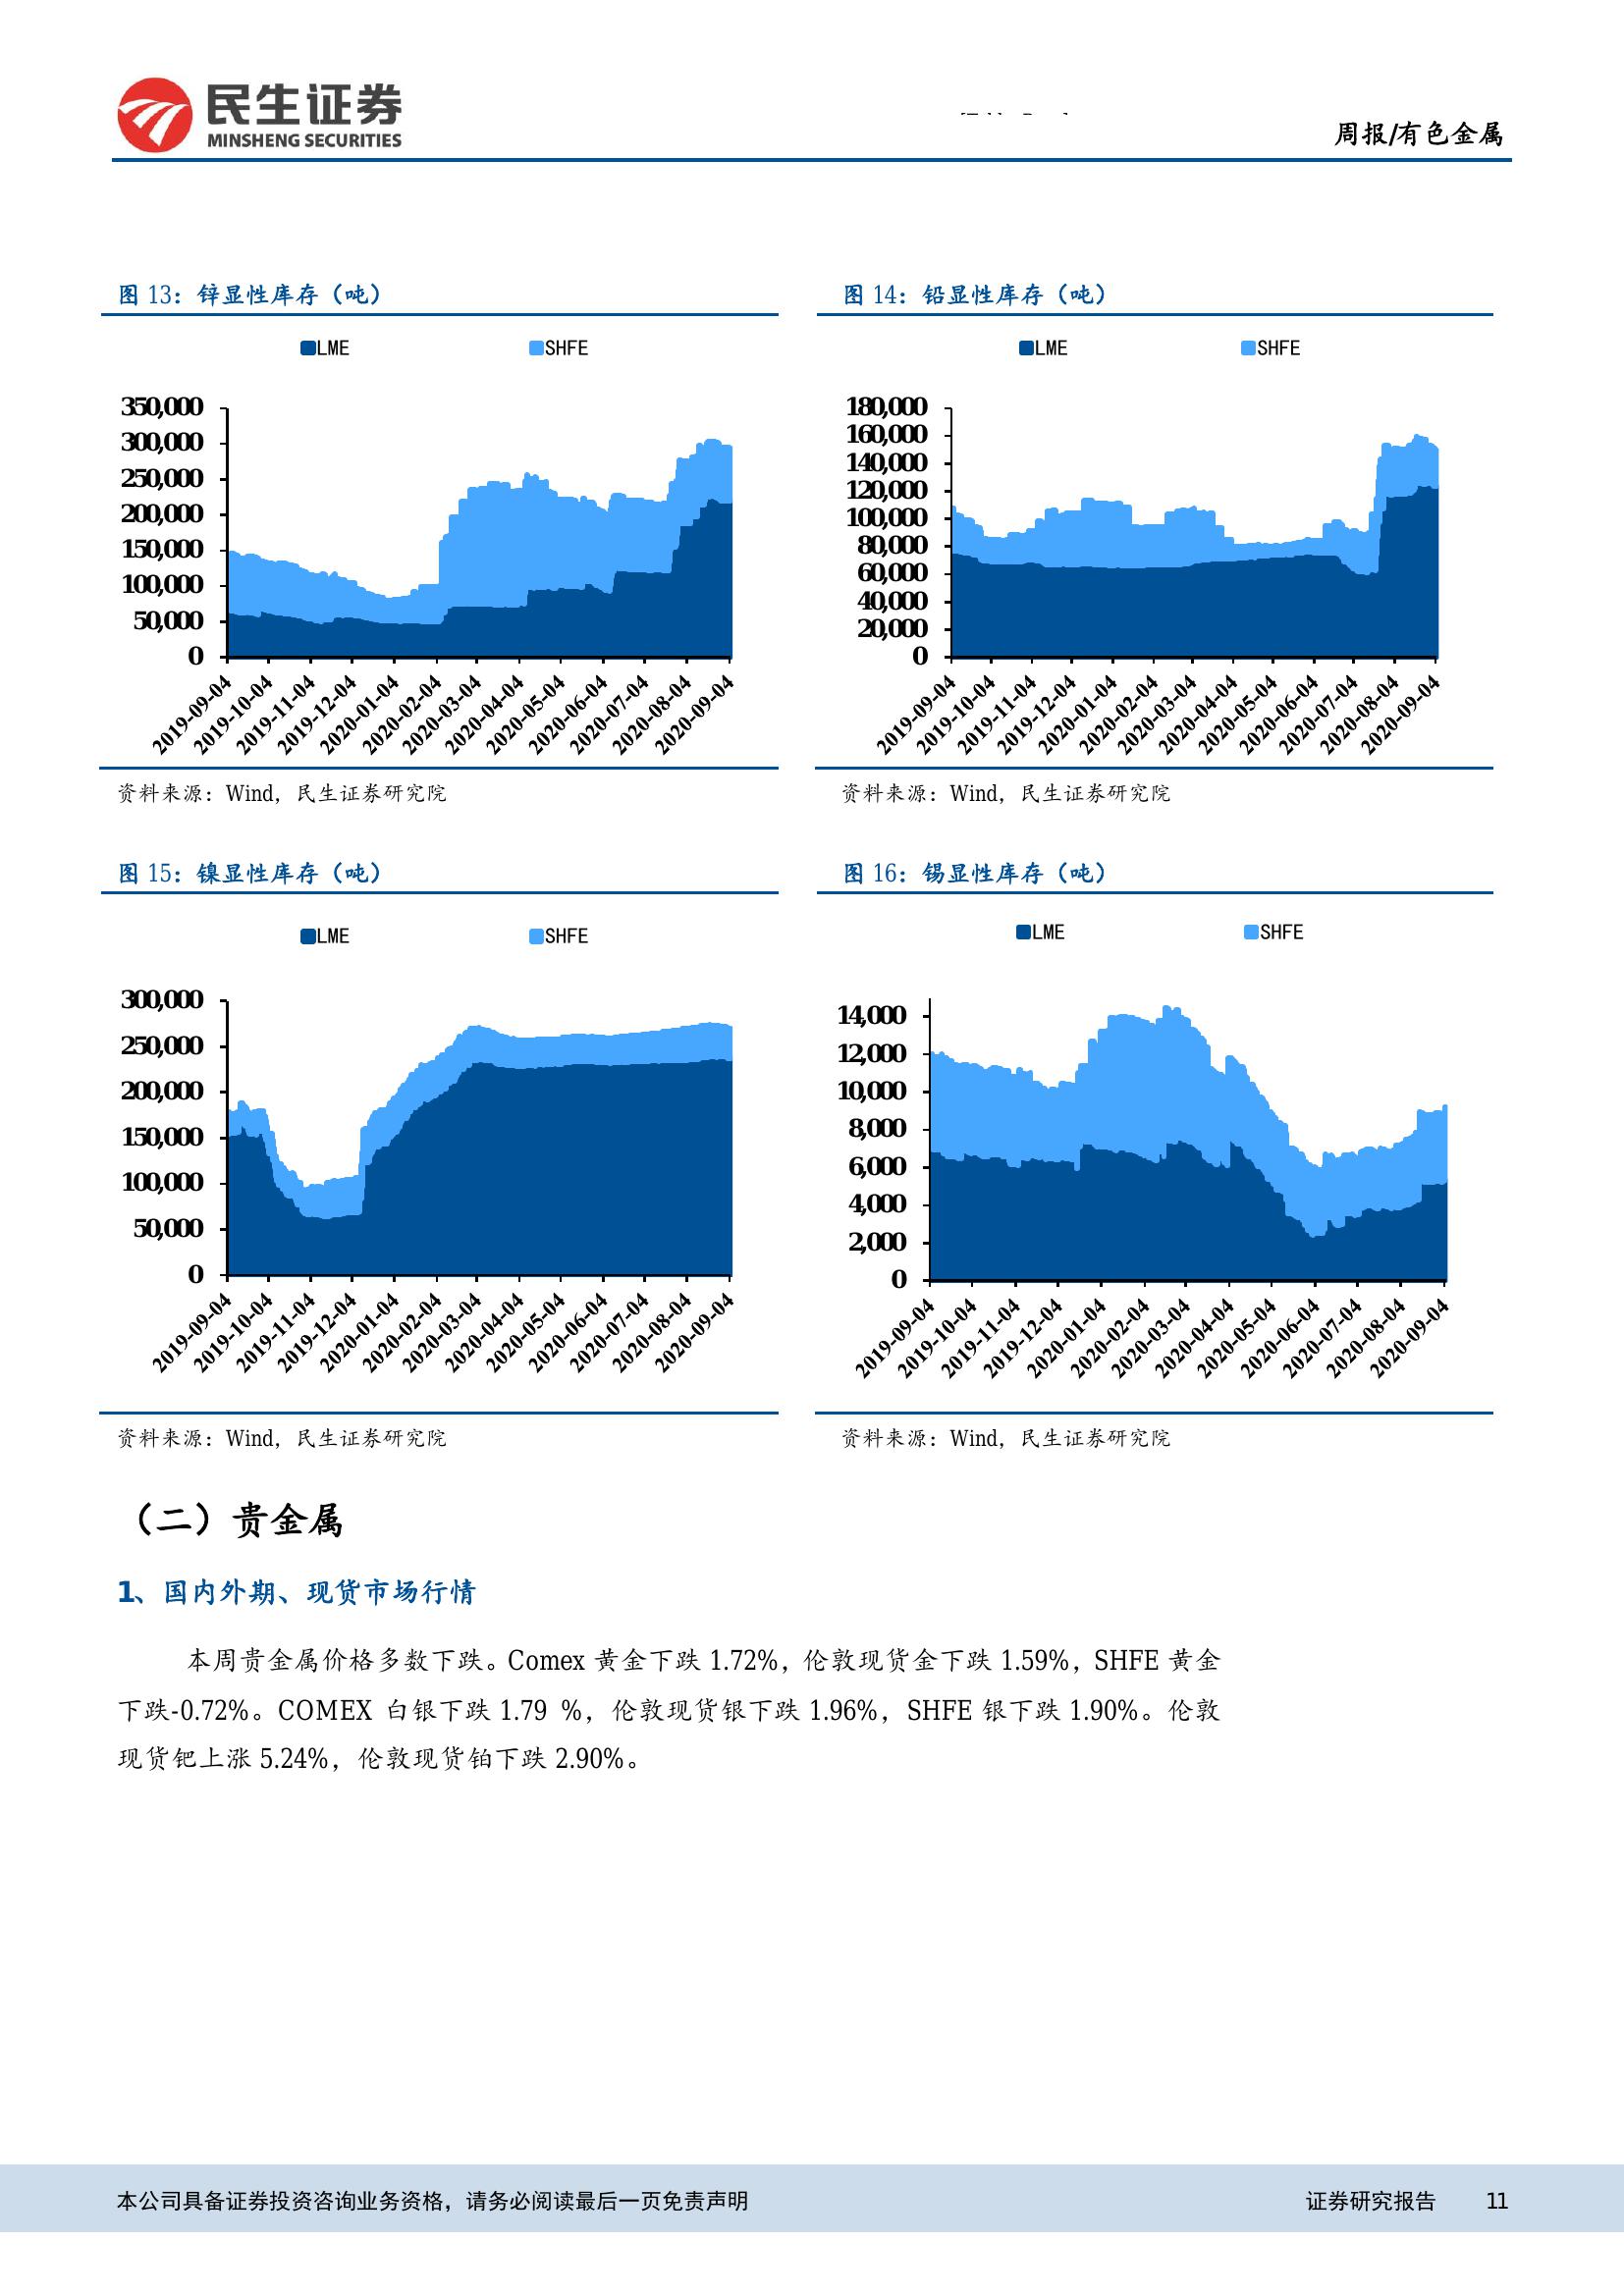 民生证券
MINSHENG SECURITIES
周报/有色金属
图 13：锌显性库存（吨）
LME SHFE
350,000
300,000
250,000
200,000
150,000
100,000
50,000
0
2019-09-04 2019-10-04 2019-11-04 2019-12-04 2020-01-04 2020-02-04 2020-03-04 2020-04-04 2020-05-04 2020-06-04 2020-07-04 2020-08-04 2020-09-04
资料来源：Wind，民生证券研究院
图 14：铅显性库存（吨）
LME SHFE
180,000
160,000
140,000
120,000
100,000
80,000
60,000
40,000
20,000
0
2019-09-04 2019-10-04 2019-11-04 2019-12-04 2020-01-04 2020-02-04 2020-03-04 2020-04-04 2020-05-04 2020-06-04 2020-07-04 2020-08-04 2020-09-04
资料来源：Wind，民生证券研究院
图 15：镍显性库存（吨）
LME SHFE
300,000
250,000
200,000
150,000
100,000
50,000
0
2019-09-04 2019-10-04 2019-11-04 2019-12-04 2020-01-04 2020-02-04 2020-03-04 2020-04-04 2020-05-04 2020-06-04 2020-07-04 2020-08-04 2020-09-04
资料来源：Wind，民生证券研究院
图 16：锡显性库存（吨）
LME SHFE
14,000
12,000
10,000
8,000
6,000
4,000
2,000
0
2019-09-04 2019-10-04 2019-11-04 2019-12-04 2020-01-04 2020-02-04 2020-03-04 2020-04-04 2020-05-04 2020-06-04 2020-07-04 2020-08-04 2020-09-04
资料来源：Wind，民生证券研究院
（二）贵金属
1、国内外期、现货市场行情
本周贵金属价格多数下跌。Comex 黄金下跌 1.72%，伦敦现货金下跌 1.59%，SHFE 黄金
下跌-0.72%。COMEX 白银下跌 1.79 %，伦敦现货银下跌 1.96%，SHFE 银下跌 1.90%。伦敦
现货钯上涨 5.24%，伦敦现货铂下跌 2.90%。
本公司具备证券投资咨询业务资格，请务必阅读最后一页免责声明
证券研究报告 11